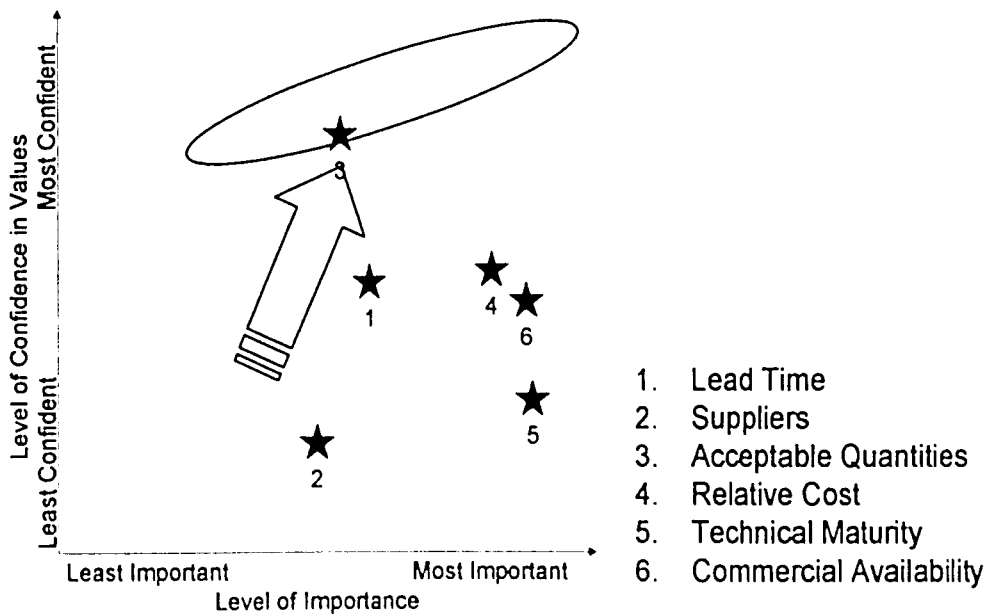 Level of Confidence in Values
Most Confident
Least Confident
3
1
4
6
5
2
Least Important
Most Important
Level of Importance
1. Lead Time
2. Suppliers
3. Acceptable Quantities
4. Relative Cost
5. Technical Maturity
6. Commercial Availability